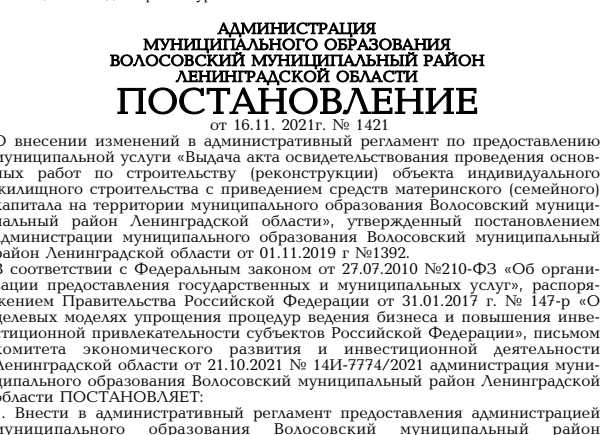 АДМИНИСТРАЦИЯ
МУНИЦИПАЛЬНОГО ОБРАЗОВАНИЯ
ВОЛОСОВСКИЙ МУНИЦИПАЛЬНЫЙ РАЙОН
ЛЕНИНГРАДСКОЙ ОБЛАСТИ
ПОСТАНОВЛЕНИЕ
от 16.11. 2021г. № 1421
О внесении изменений в административный регламент по предоставлению
муниципальной услуги «Выдача акта освидетельствования проведения основ-
ных работ по строительству (реконструкции) объекта индивидуального
жилищного строительства с приведением средств материнского (семейного)
капитала на территории муниципального образования Волосовский муници-
пальный район Ленинградской области», утвержденный постановлением
администрации муниципального образования Волосовский муниципальный
район Ленинградской области от 01.11.2019 г №1392.
В соответствии с Федеральным законом от 27.07.2010 №210-ФЗ «Об органи-
зации предоставления государственных и муниципальных услуг», распоря-
жением Правительства Российской Федерации от 31.01.2017 г. № 147-р «О
целевых моделях упрощения процедур ведения бизнеса и повышения инве-
стиционной привлекательности субъектов Российской Федерации», письмом
комитета экономического развития и инвестиционной деятельности
Ленинградской области от 21.10.2021 № 14И-7774/2021 администрация муни-
ципального образования Волосовский муниципальный район Ленинградской
области ПОСТАНОВЛЯЕТ:
. Внести в административный регламент предоставления администрацией
муниципального образования Волосовский муниципальный район